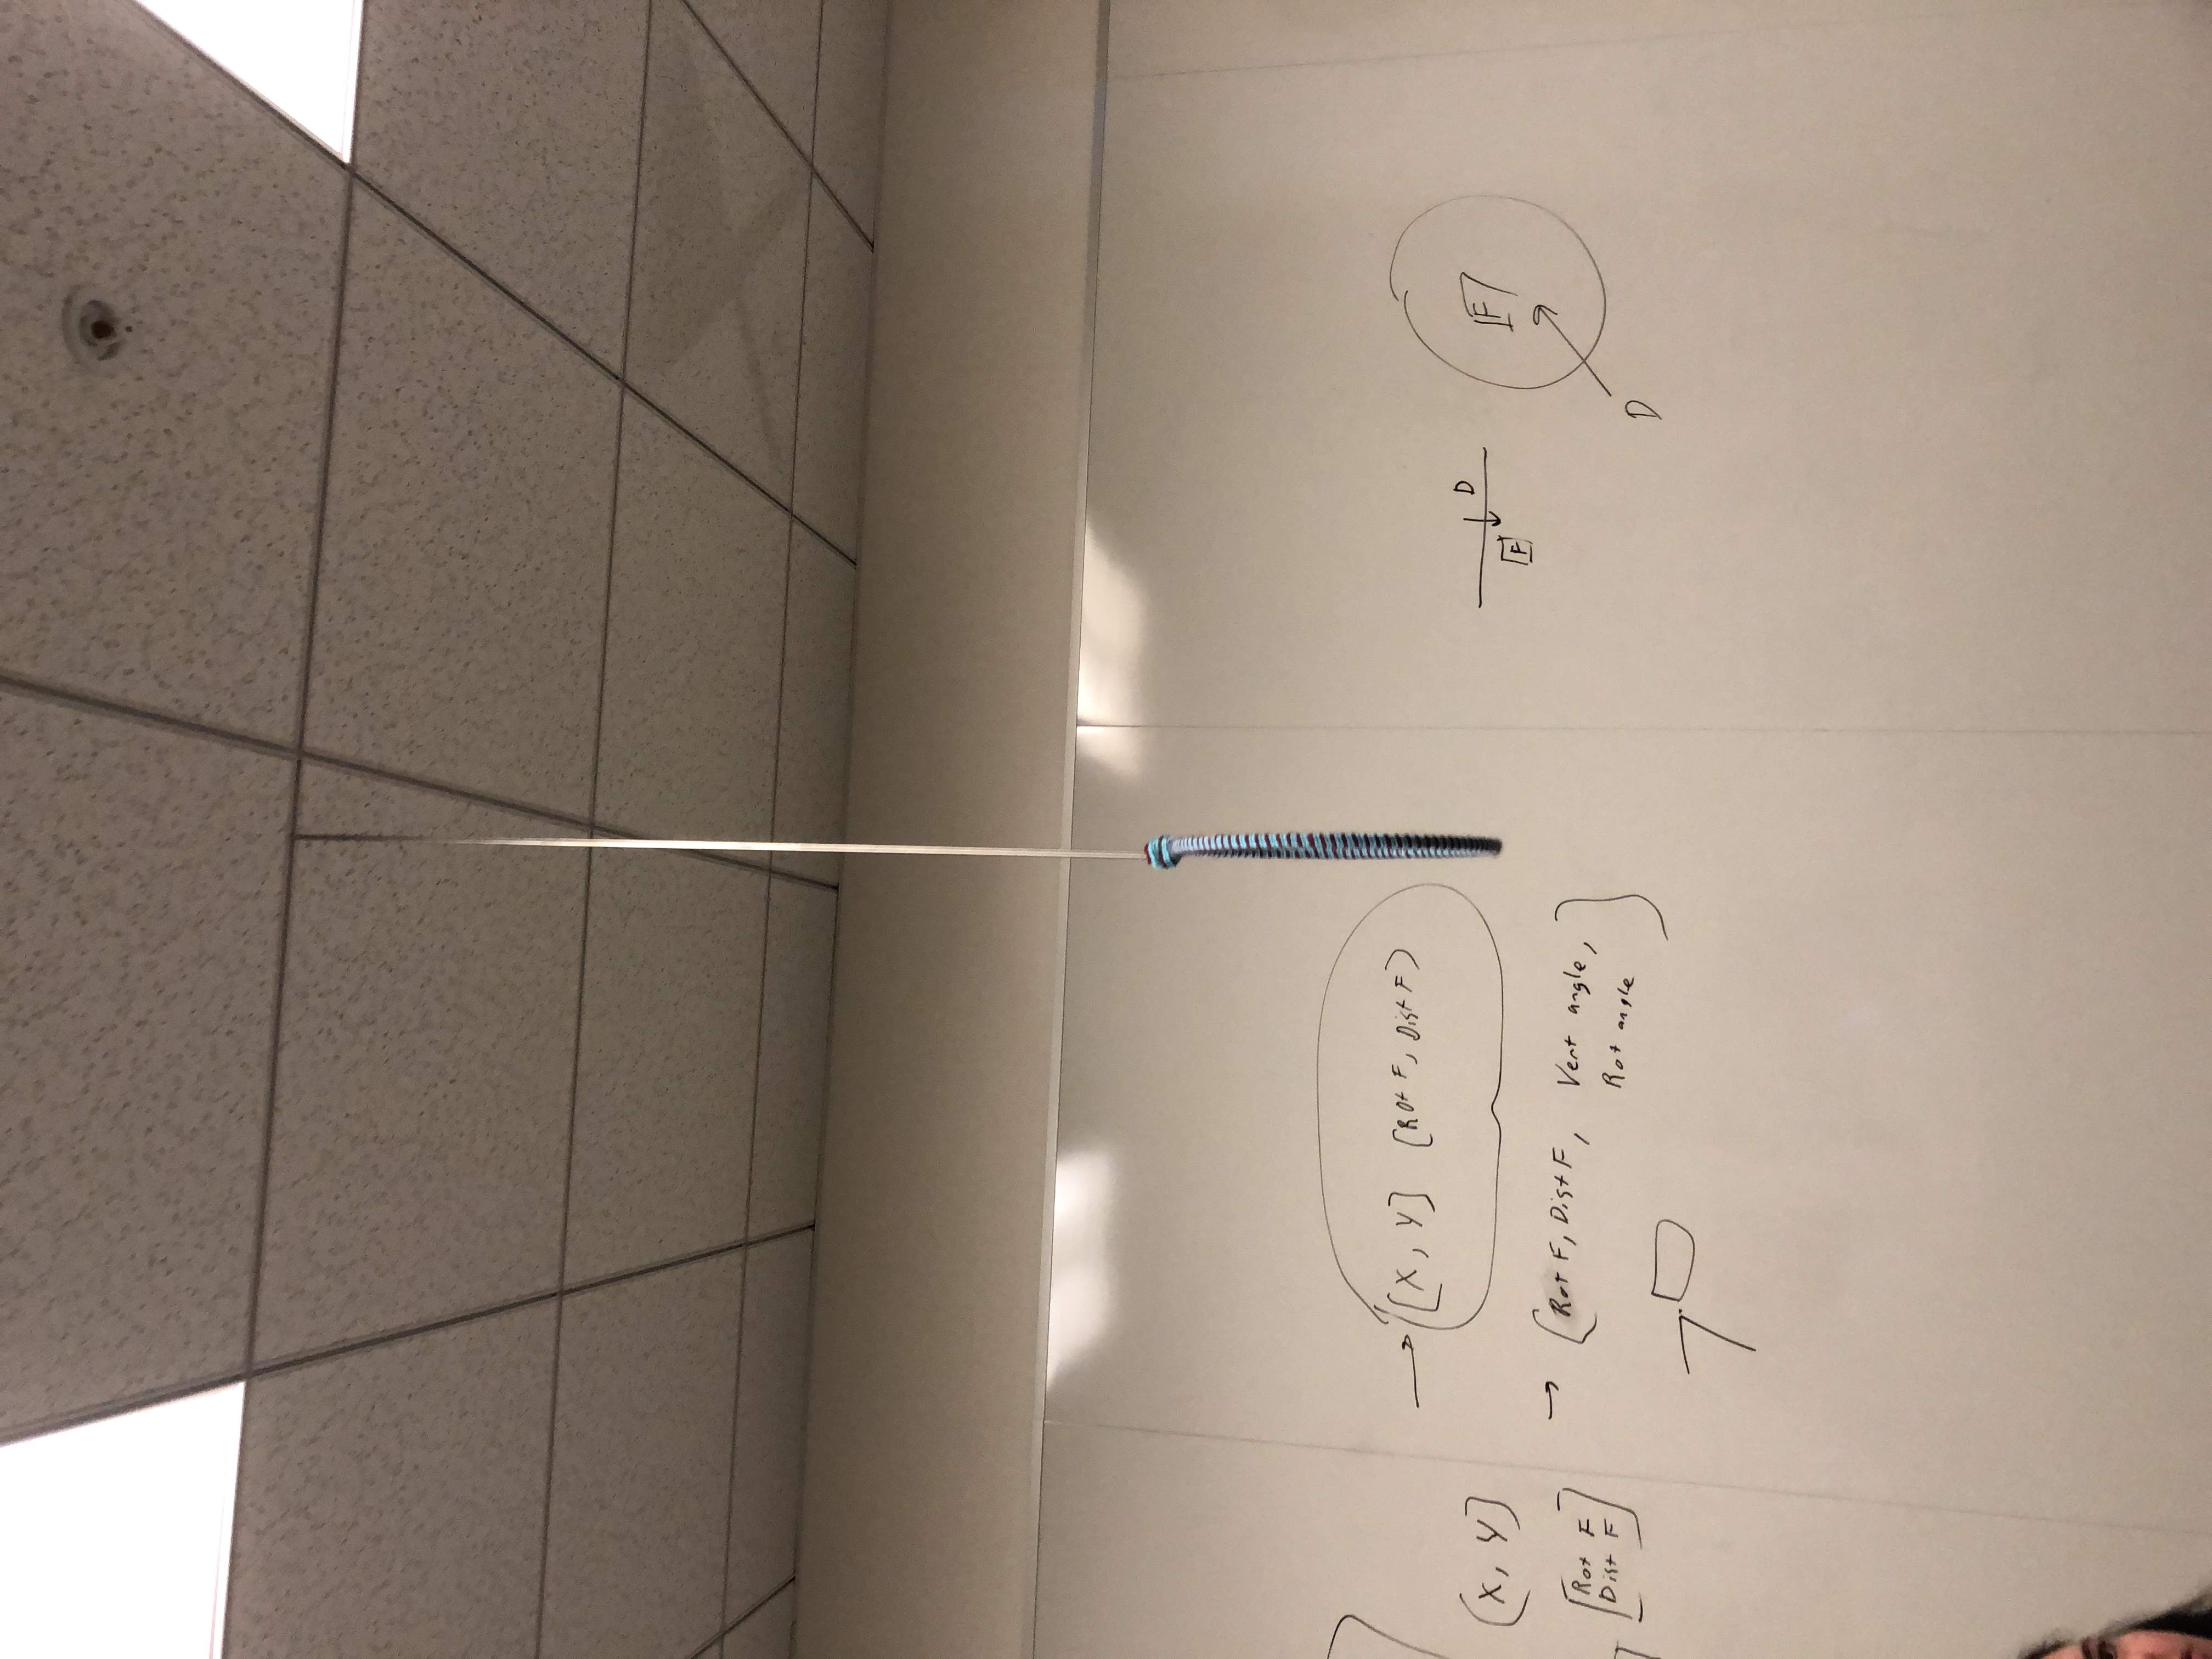 (X, Y]
[Rot F
Dist F]
→ [X, Y] [Rot F, Dist F)
→ [Rot F, Dist F, Vert angle,
Rot angle]
D
F
F
D